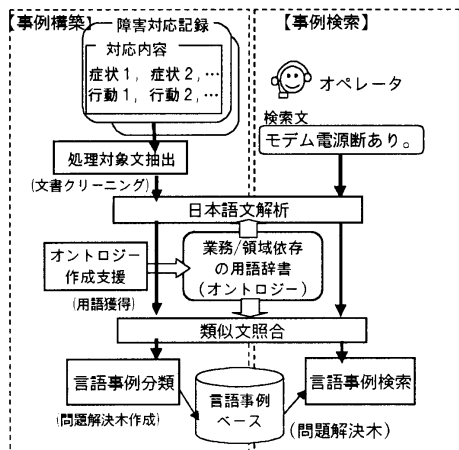 【事例構築】
障害対応記録
対応内容
症状1, 症状2,…
行動1, 行動2,…
処理対象文抽出
(文書クリーニング)
【事例検索】
オペレータ
検索文
モデム電源断あり。
日本語文解析
オントロジー
作成支援
(用語獲得)
業務/領域依存
の用語辞書
(オントロジー)
類似文照合
言語事例分類
(問題解決木作成)
言語事例
ベース
言語事例検索
(問題解決木)